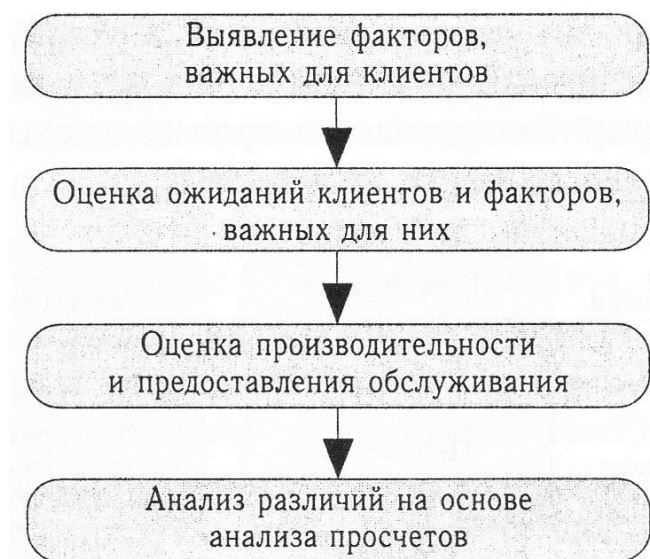 Выявление факторов,
важных для клиентов
Оценка ожиданий клиентов и факторов,
важных для них
Оценка производительности
и предоставления обслуживания
Анализ различий на основе
анализа просчетов